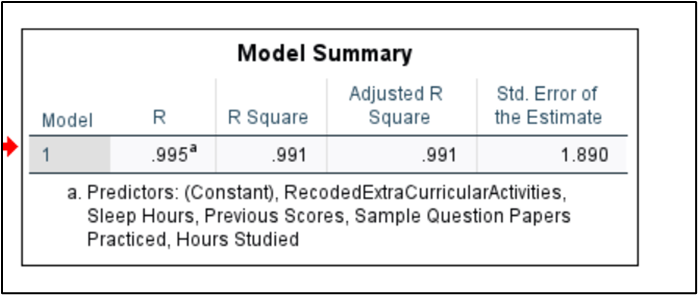 Model Summary
Model R R Square Adjusted R Square Std. Error of the Estimate
1 .995a .991 .991 1.890
a. Predictors: (Constant), RecodedExtraCurricularActivities,
Sleep Hours, Previous Scores, Sample Question Papers
Practiced, Hours Studied